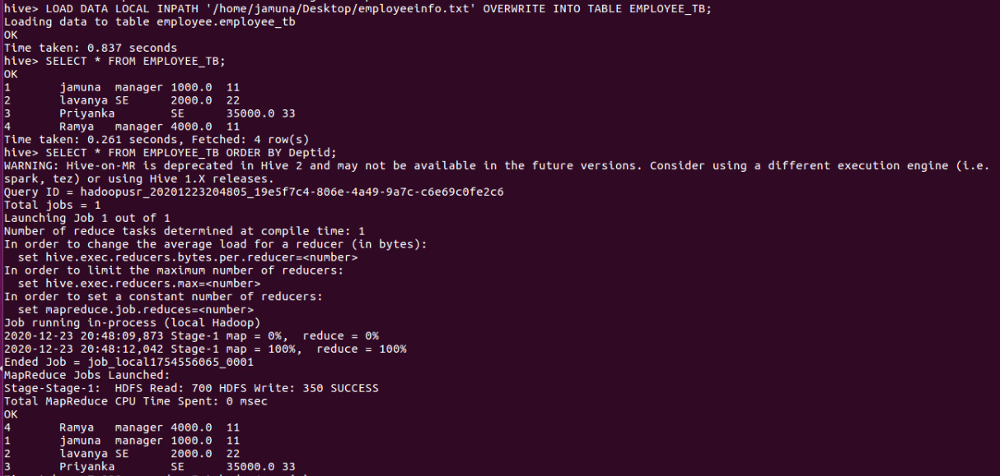 hive> LOAD DATA LOCAL INPATH '/home/jamuna/Desktop/employeeinfo.txt' OVERWRITE INTO TABLE EMPLOYEE_TB;
Loading data to table employee.employee_tb
OK
Time taken: 0.837 seconds
hive> SELECT * FROM EMPLOYEE_TB;
OK
1       jamuna  manager 1000.0  11
2       lavanya SE      2000.0  22
3       Priyanka        SE      35000.0 33
4       Ramya   manager 4000.0  11
Time taken: 0.261 seconds, Fetched: 4 row(s)
hive> SELECT * FROM EMPLOYEE_TB ORDER BY Deptid;
WARNING: Hive-on-MR is deprecated in Hive 2 and may not be available in the future versions. Consider using a different execution engine (i.e.
spark, tez) or using Hive 1.X releases.
Query ID = hadoopusr_20201223204805_19e5f7c4-806e-4a49-9a7c-c6e69c0fe2c6
Total jobs = 1
Launching Job 1 out of 1
Number of reduce tasks determined at compile time: 1
In order to change the average load for a reducer (in bytes):
  set hive.exec.reducers.bytes.per.reducer=<number>
In order to limit the maximum number of reducers:
  set hive.exec.reducers.max=<number>
In order to set a constant number of reducers:
  set mapreduce.job.reduces=<number>
Job running in-process (local Hadoop)
2020-12-23 20:48:09,873 Stage-1 map = 0%,  reduce = 0%
2020-12-23 20:48:12,042 Stage-1 map = 100%,  reduce = 100%
Ended Job = job_local1754556065_0001
MapReduce Jobs Launched:
Stage-Stage-1:  HDFS Read: 700 HDFS Write: 350 SUCCESS
Total MapReduce CPU Time Spent: 0 msec
OK
4       Ramya   manager 4000.0  11
1       jamuna  manager 1000.0  11
2       lavanya SE      2000.0  22
3       Priyanka        SE      35000.0 33